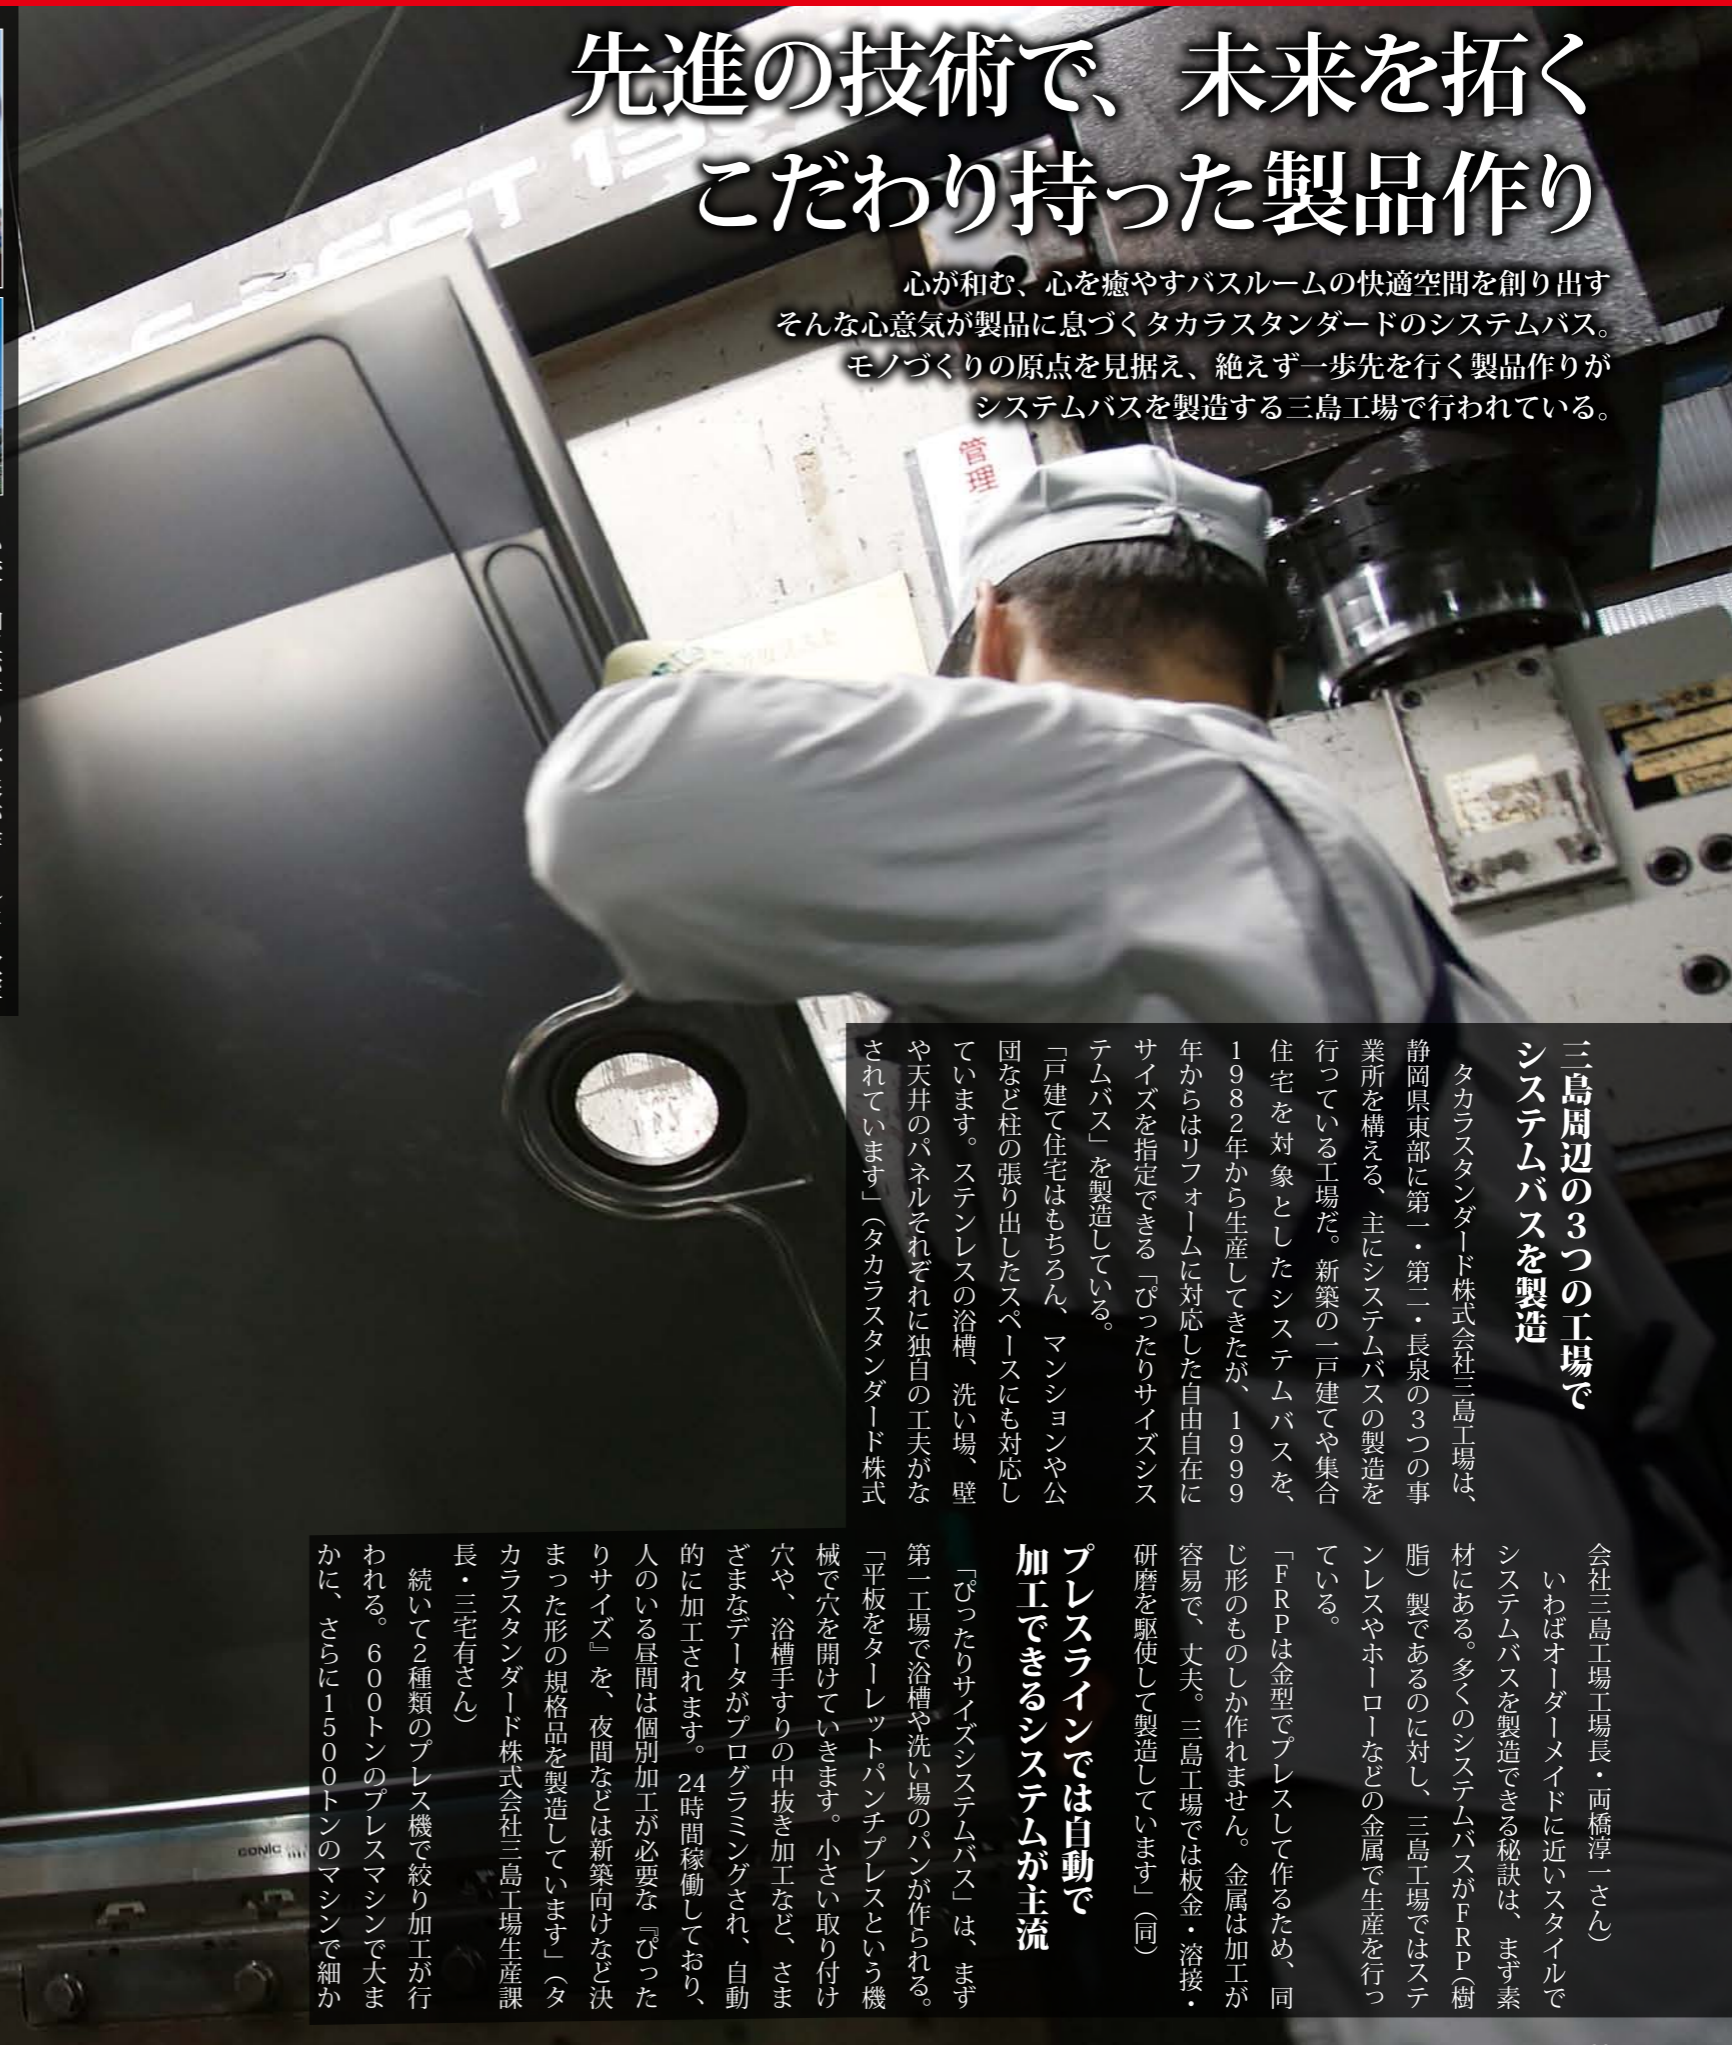 先進の技術で、未来を拓く
こだわり持った製品作り
心が和む、心を癒やすバスルームの快適空間を創り出す
そんな心意気が製品に息づくタカラスタンダードのシステムバス。
モノづくりの原点を見据え、絶えず一歩先を行く製品作りが
システムバスを製造する三島工場で行われている。
管理
三島周辺の3つの工場で
システムバスを製造
タカラスタンダード株式会社三島工場は、
静岡県東部に第一・第二・長泉の3つの事
業所を構える、主にシステムバスの製造を
行っている工場だ。新築の一戸建てや集合
住宅を対象としたシステムバスを、
1982年から生産してきたが、1999
年からはリフォームに対応した自由自在に
サイズを指定できる「ぴったりサイズシス
テムバス」を製造している。
「戸建て住宅はもちろん、マンションや公
団など柱の張り出したスペースにも対応し
ています。ステンレスの浴槽、洗い場、壁
や天井のパネルそれぞれに独自の工夫がな
されています」（タカラスタンダード株式
会社三島工場工場長・両橋淳一さん）
いわばオーダーメイドに近いスタイルで
システムバスを製造できる秘訣は、まず素
材にある。多くのシステムバスがFRP（樹
脂）製であるのに対し、三島工場ではステ
ンレスやホーローなどの金属で生産を行っ
ている。
「FRPは金型でプレスして作るため、同
じ形のものしか作れません。金属は加工が
容易で、丈夫。三島工場では板金・溶接・
研磨を駆使して製造しています」（同）
プレスラインでは自動で
加工できるシステムが主流
「ぴったりサイズシステムバス」は、まず
第一工場で浴槽や洗い場のパンが作られる。
「平板をターレットパンチプレスという機
械で穴を開けていきます。小さい取り付け
穴や、浴槽手すりの中抜き加工など、さま
ざまなデータがプログラミングされ、自動
的に加工されます。24時間稼働しており、
人のいる昼間は個別加工が必要な『ぴった
りサイズ』を、夜間などは新築向けなど決
まった形の規格品を製造しています」（タ
カラスタンダード株式会社三島工場生産課
長・三宅有さん）
続いて2種類のプレス機で絞り加工が行
われる。600トンのプレスマシンで大ま
かに、さらに1500トンのマシンで細か
CONIC